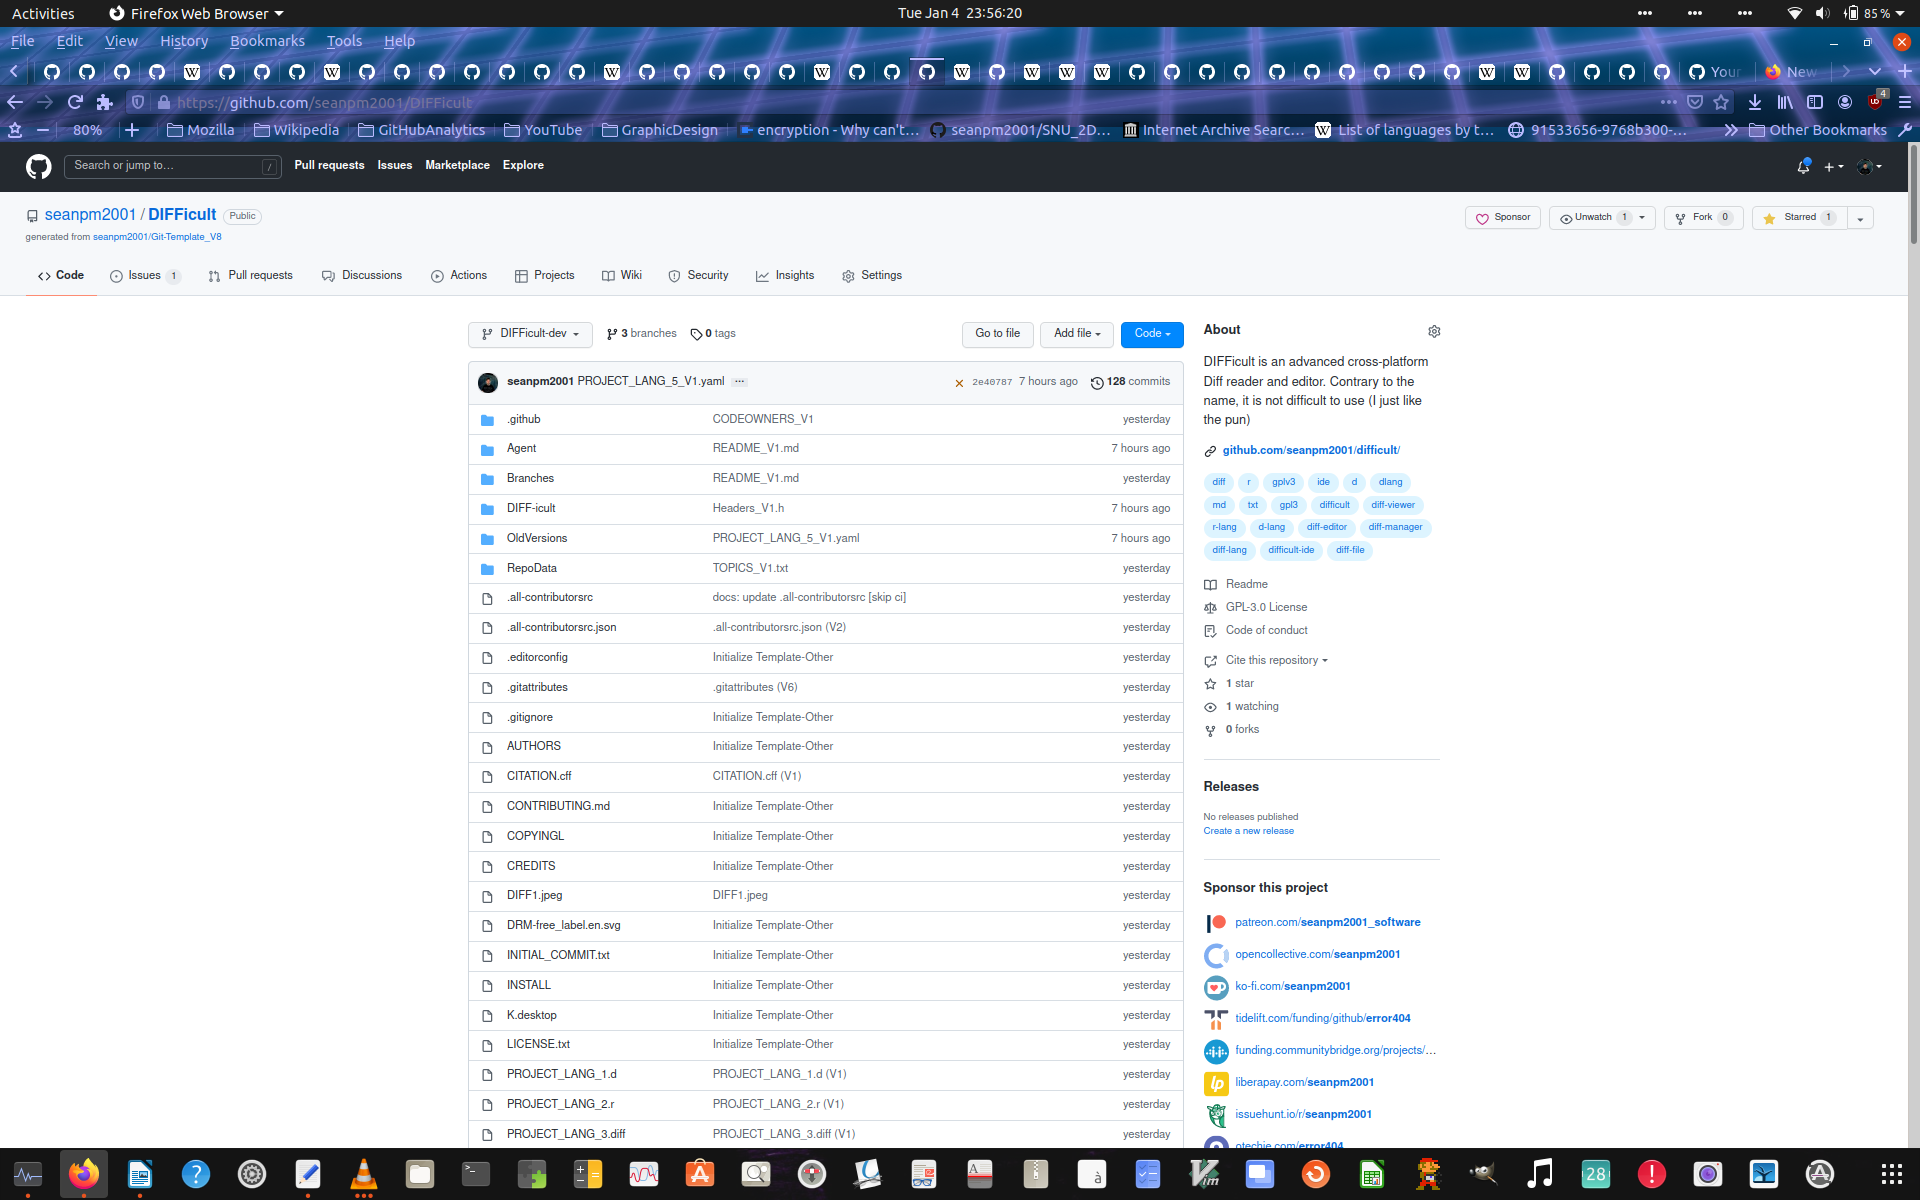 Activities
Firefox Web Browser
Tue Jan 4 23:56:20
85 %
File Edit View History Bookmarks Tools Help
Your
New
https://github.com/seanpm2001/DIFFicult
4
80%
Mozilla
Wikipedia
GitHubAnalytics
YouTube
GraphicDesign
encryption - Why can't…
seanpm2001/SNU_2D…
Internet Archive Searc…
List of languages by t…
91533656-9768b300-…
Other Bookmarks
Search or jump to… /
Pull requests Issues Marketplace Explore
seanpm2001 / DIFFicult Public
generated from seanpm2001/Git-Template_V8
Sponsor
Unwatch 1
Fork 0
Starred 1
Code
Issues 1
Pull requests
Discussions
Actions
Projects
Wiki
Security
Insights
Settings
DIFFicult-dev
3 branches
0 tags
Go to file
Add file
Code
seanpm2001 PROJECT_LANG_5_V1.yaml ... 2e40787 7 hours ago 128 commits
.github CODEOWNERS_V1 yesterday
Agent README_V1.md 7 hours ago
Branches README_V1.md yesterday
DIFF-icult Headers_V1.h 7 hours ago
OldVersions PROJECT_LANG_5_V1.yaml 7 hours ago
RepoData TOPICS_V1.txt yesterday
.all-contributorsrc docs: update .all-contributorsrc [skip ci] yesterday
.all-contributorsrc.json .all-contributorsrc.json (V2) yesterday
.editorconfig Initialize Template-Other yesterday
.gitattributes .gitattributes (V6) yesterday
.gitignore Initialize Template-Other yesterday
AUTHORS Initialize Template-Other yesterday
CITATION.cff CITATION.cff (V1) yesterday
CONTRIBUTING.md Initialize Template-Other yesterday
COPYINGL Initialize Template-Other yesterday
CREDITS Initialize Template-Other yesterday
DIFF1.jpeg DIFF1.jpeg yesterday
DRM-free_label.en.svg Initialize Template-Other yesterday
INITIAL_COMMIT.txt Initialize Template-Other yesterday
INSTALL Initialize Template-Other yesterday
K.desktop Initialize Template-Other yesterday
LICENSE.txt Initialize Template-Other yesterday
PROJECT_LANG_1.d PROJECT_LANG_1.d (V1) yesterday
PROJECT_LANG_2.r PROJECT_LANG_2.r (V1) yesterday
PROJECT_LANG_3.diff PROJECT_LANG_3.diff (V1) yesterday
About
DIFFicult is an advanced cross-platform
Diff reader and editor. Contrary to the
name, it is not difficult to use (I just like
the pun)
github.com/seanpm2001/difficult/
diff r gplv3 ide d dlang
md txt gpl3 difficult diff-viewer
r-lang d-lang diff-editor diff-manager
diff-lang difficult-ide diff-file
Readme
GPL-3.0 License
Code of conduct
Cite this repository
1 star
1 watching
0 forks
Releases
No releases published
Create a new release
Sponsor this project
patreon.com/seanpm2001_software
opencollective.com/seanpm2001
ko-fi.com/seanpm2001
tidelift.com/funding/github/error404
funding.communitybridge.org/projects/…
liberapay.com/seanpm2001
issuehunt.io/r/seanpm2001
otechie.com/error404
28